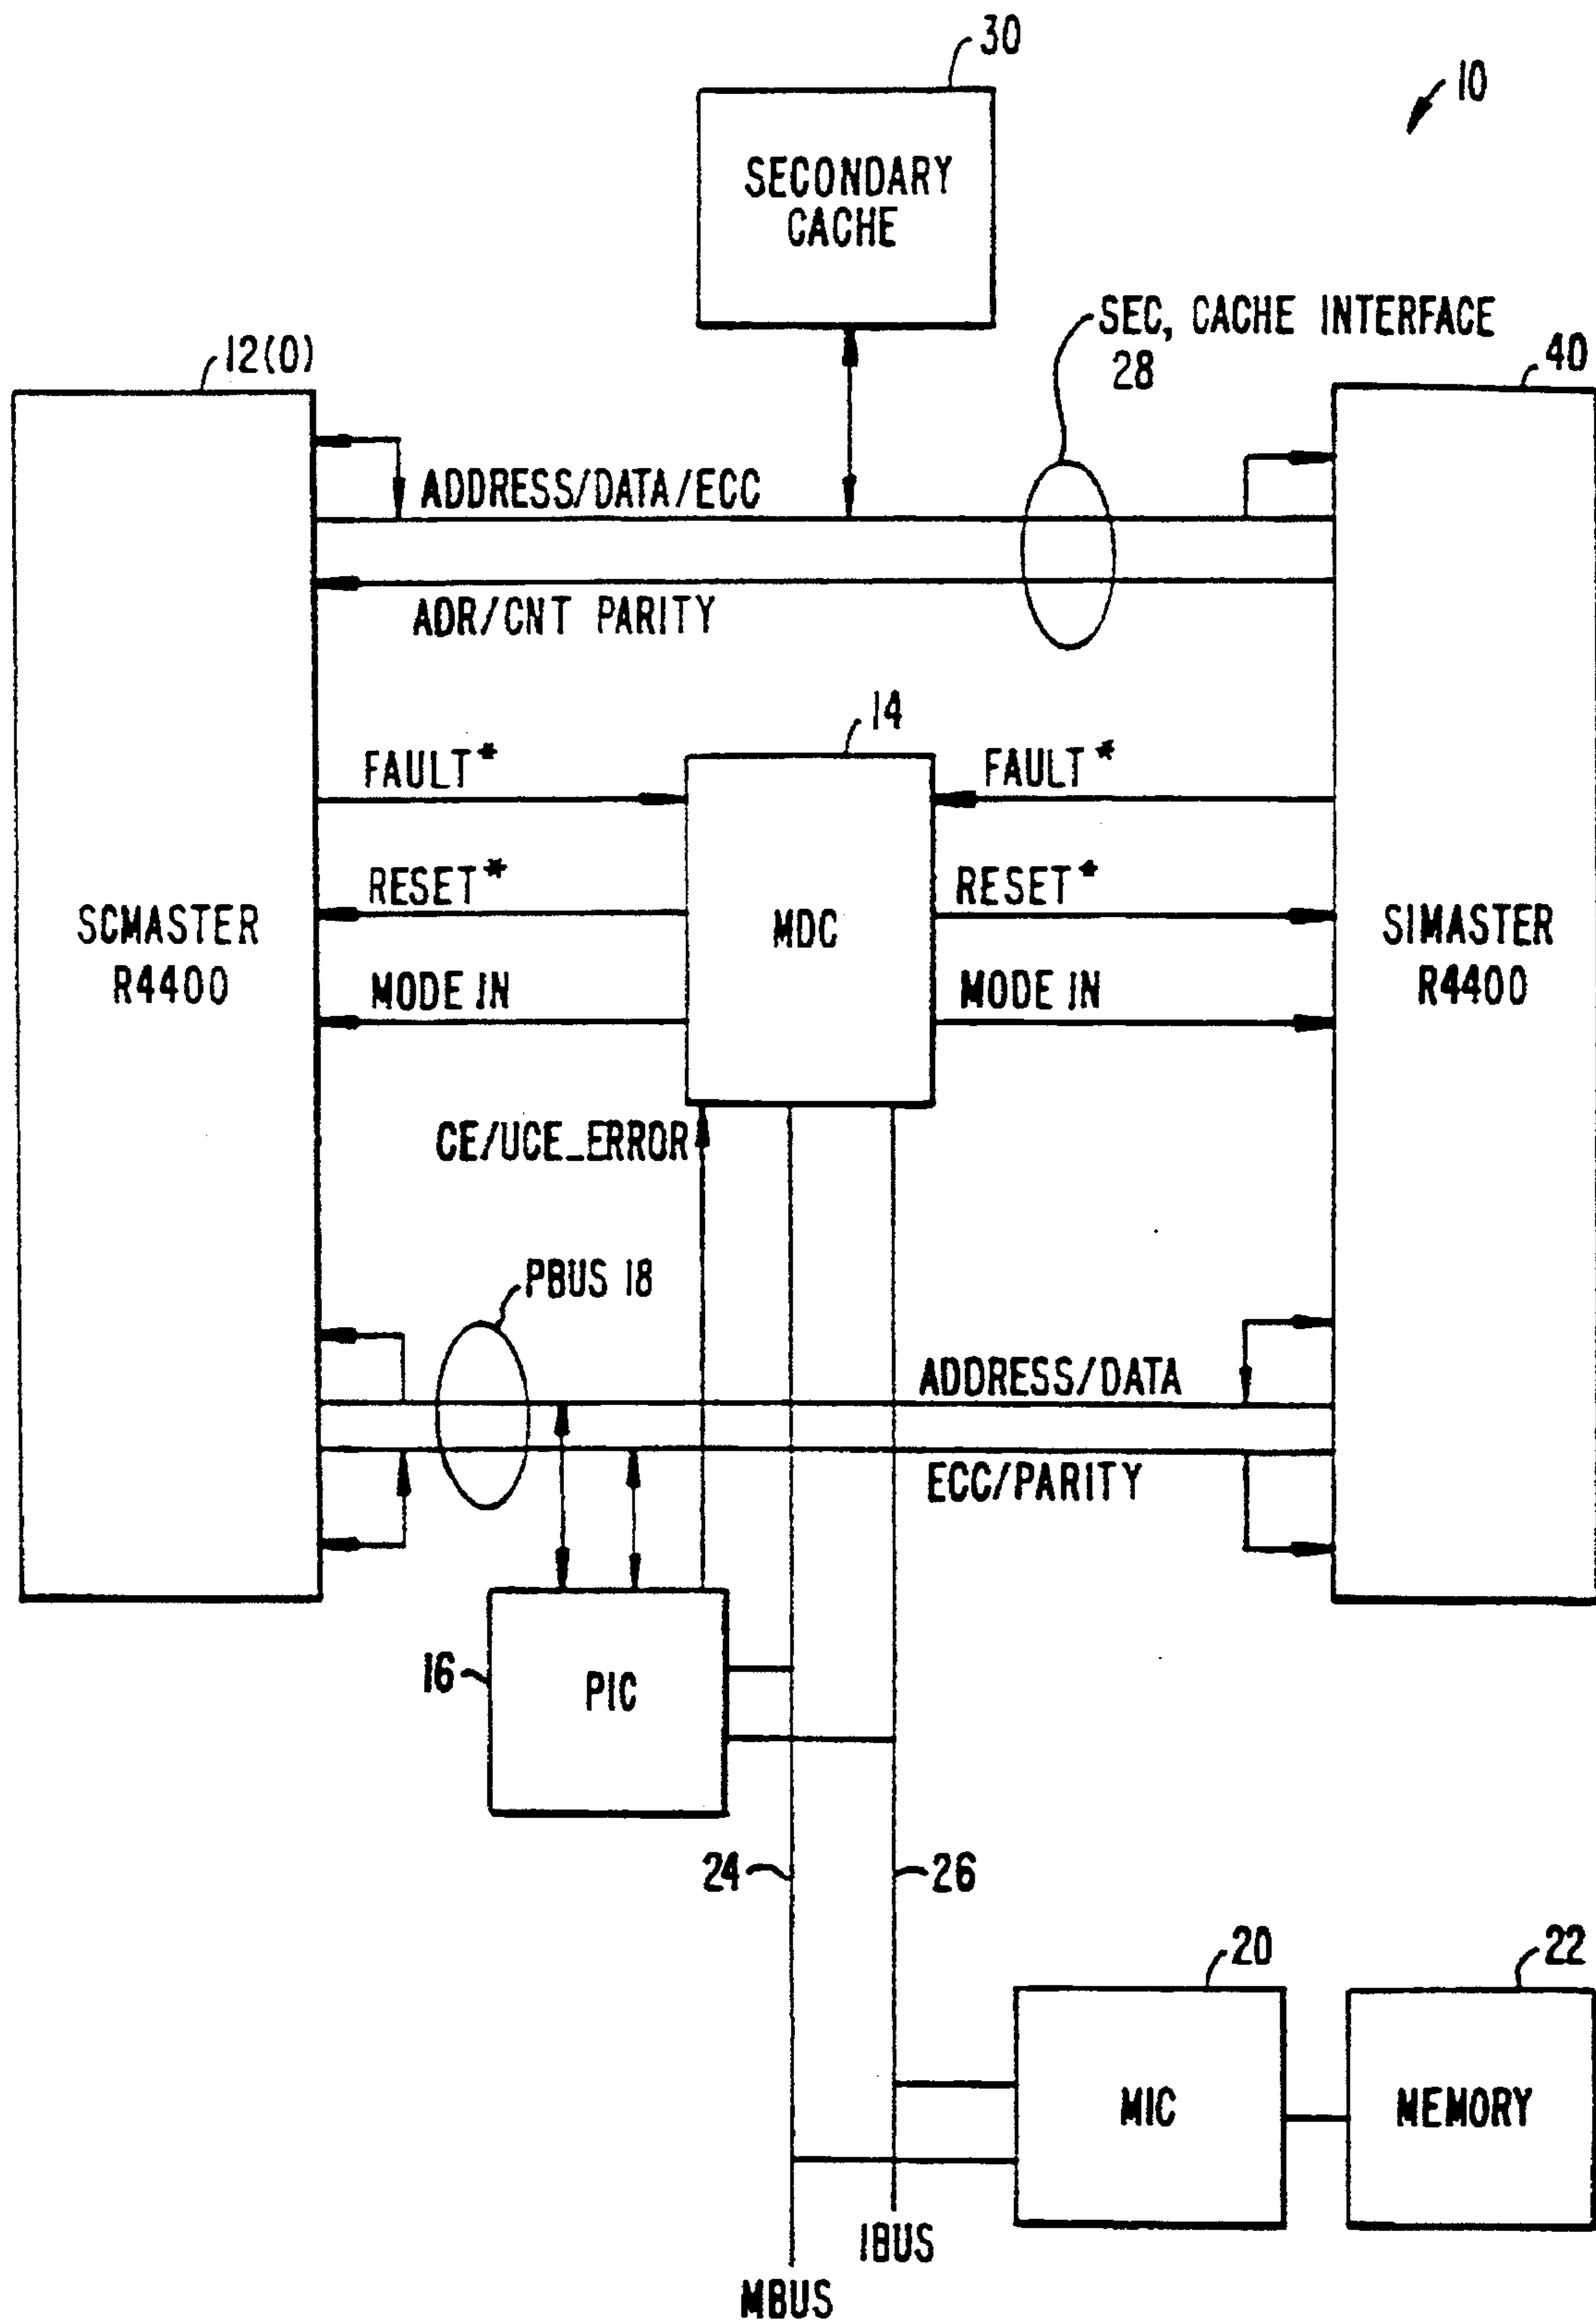 30
10
SECONDARY
CACHE
SEC, CACHE INTERFACE
28
12(0)
40
ADDRESS/DATA/ECC
ADR/CNT PARITY
14
FAULT*
FAULT*
RESET*
RESET*
SCMASTER
R4400
MDC
SIMASTER
R4400
MODE IN
MODE IN
CE/UCE_ERROR
PBUS 18
ADDRESS/DATA
ECC/PARITY
16
PIC
24
26
20
22
MIC
MEMORY
IBUS
MBUS